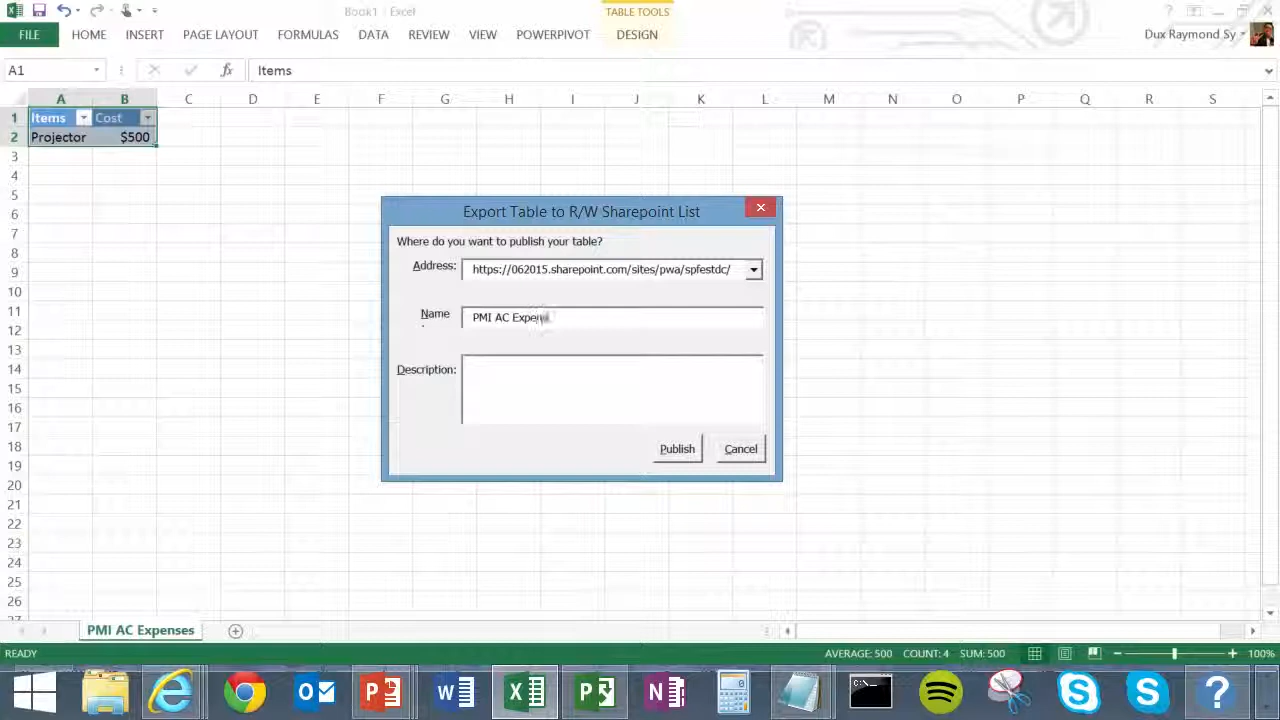 Book1 - Excel
TABLE TOOLS
FILE HOME INSERT PAGE LAYOUT FORMULAS DATA REVIEW VIEW POWERPIVOT DESIGN
Dux Raymond Sy
A1 fx Items
A B C D E F G H I J K L M N O P Q R S
1 Items Cost
2 Projector $500
3
4
5
6
7
8
9
10
11
12
13
14
15
16
17
18
19
20
21
22
23
24
25
26
Export Table to R/W Sharepoint List
Where do you want to publish your table?
Address: https://062015.sharepoint.com/sites/pwa/spfestdc/
Name PMI AC
Description:
Publish Cancel
PMI AC Expenses
READY AVERAGE: 500 COUNT: 4 SUM: 500 100%